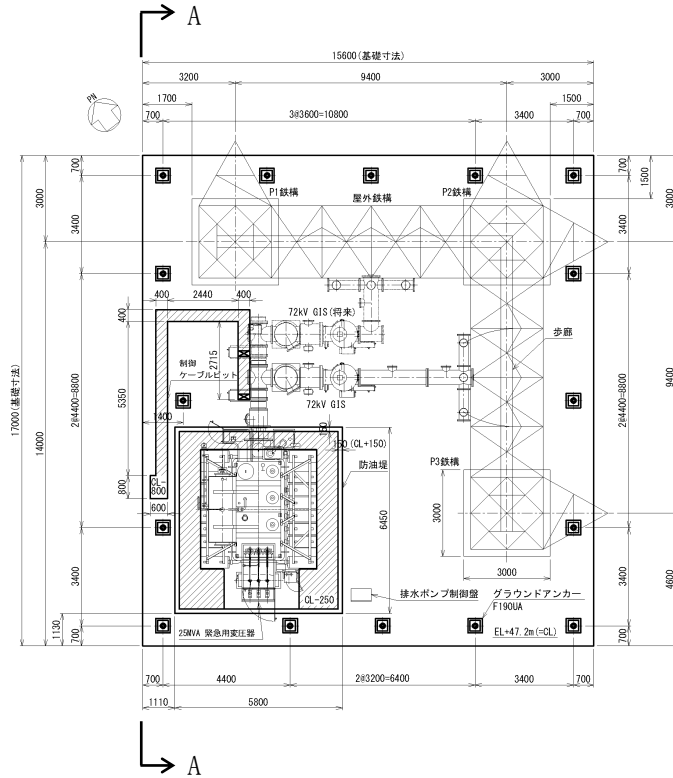 A
15600(基礎寸法)
3200
9400
3000
1700
1500
700
3@3600=10800
3400
700
PN
P1鉄構
屋外鉄構
P2鉄構
700
3000
3400
700
1500
3000
3400
400
2440
400
400
72kV GIS(将来)
2715
制御
ケーブルピット
歩廊
5350
72kV GIS
1400
17000(基礎寸法)
14000
2@4400=8800
2@4400=8800
9400
150
150(CL+150)
防油堤
P3鉄構
CL-
800
800
600
6450
3000
3000
3400
1130
700
CL-250
25MVA 緊急用変圧器
排水ポンプ制御盤
グラウンドアンカー
F190UA
EL+47.2m(=CL)
3400
4600
700
700
4400
2@3200=6400
3400
700
1110
5800
A